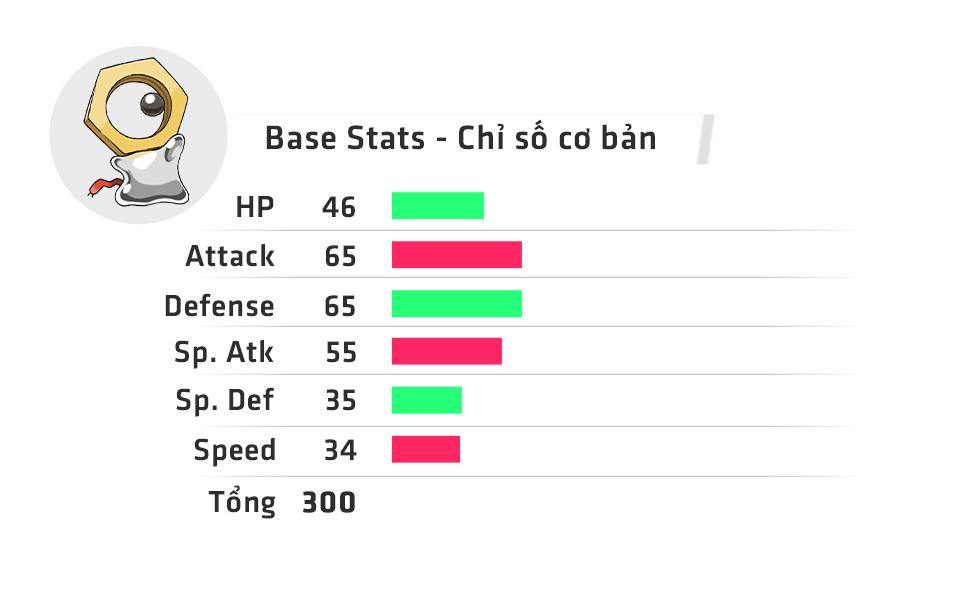 Base Stats - Chỉ số cơ bản
HP 46
Attack 65
Defense 65
Sp. Atk 55
Sp. Def 35
Speed 34
Tổng 300